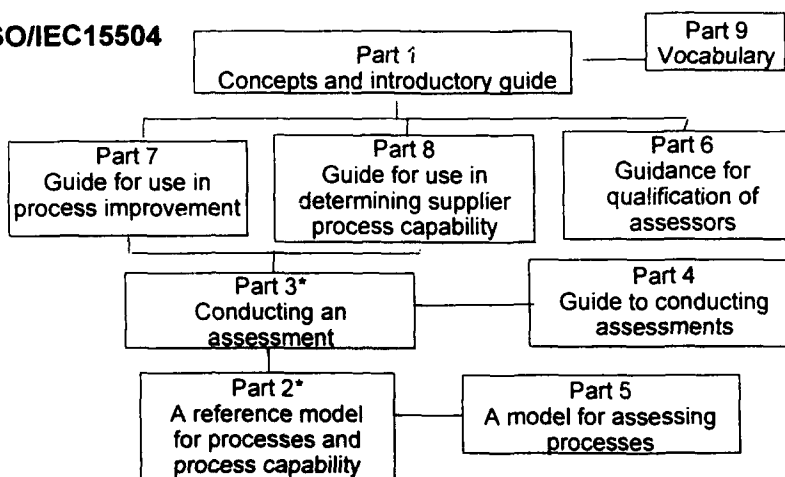 SO/IEC15504
Part 1
Concepts and introductory guide
Part 9
Vocabulary
Part 7
Guide for use in
process improvement
Part 8
Guide for use in
determining supplier
process capability
Part 6
Guidance for
qualification of
assessors
Part 3*
Conducting an
assessment
Part 4
Guide to conducting
assessments
Part 2*
A reference model
for processes and
process capability
Part 5
A model for assessing
processes